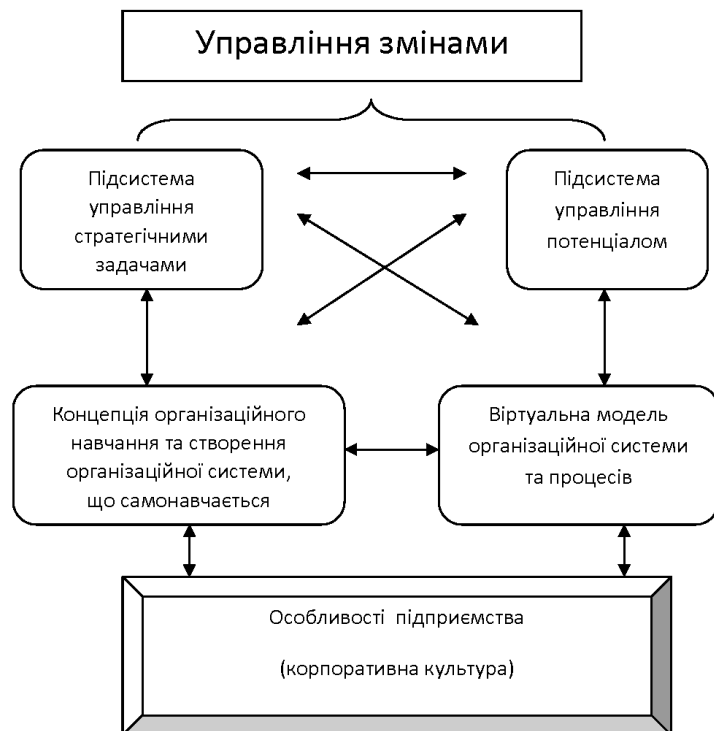 Управління змінами
Підсистема
управління
стратегічними
задачами
Підсистема
управління
потенціалом
Концепція організаційного
навчання та створення
організаційної системи,
що самонавчається
Віртуальна модель
організаційної системи
та процесів
Особливості підприємства
(корпоративна культура)